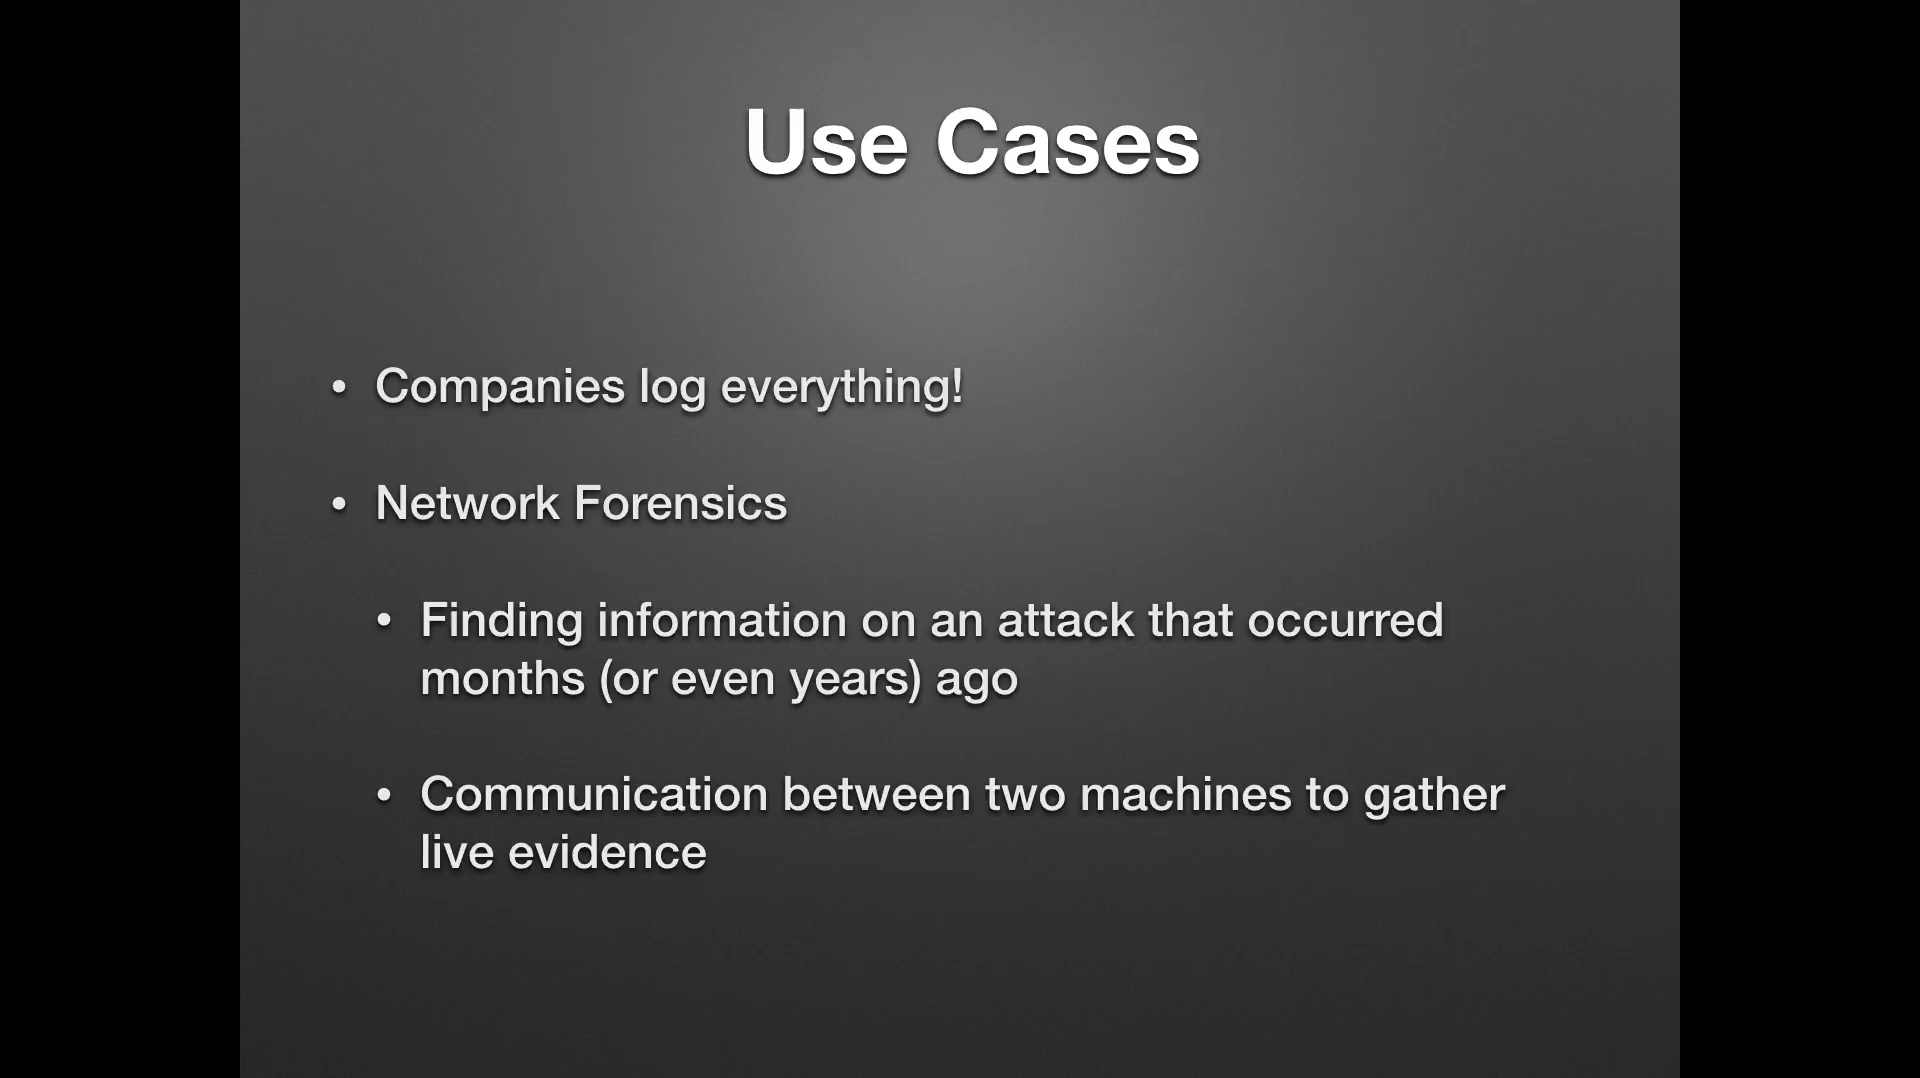 Use Cases
• Companies log everything!
• Network Forensics
• Finding information on an attack that occurred
months (or even years) ago
• Communication between two machines to gather
live evidence